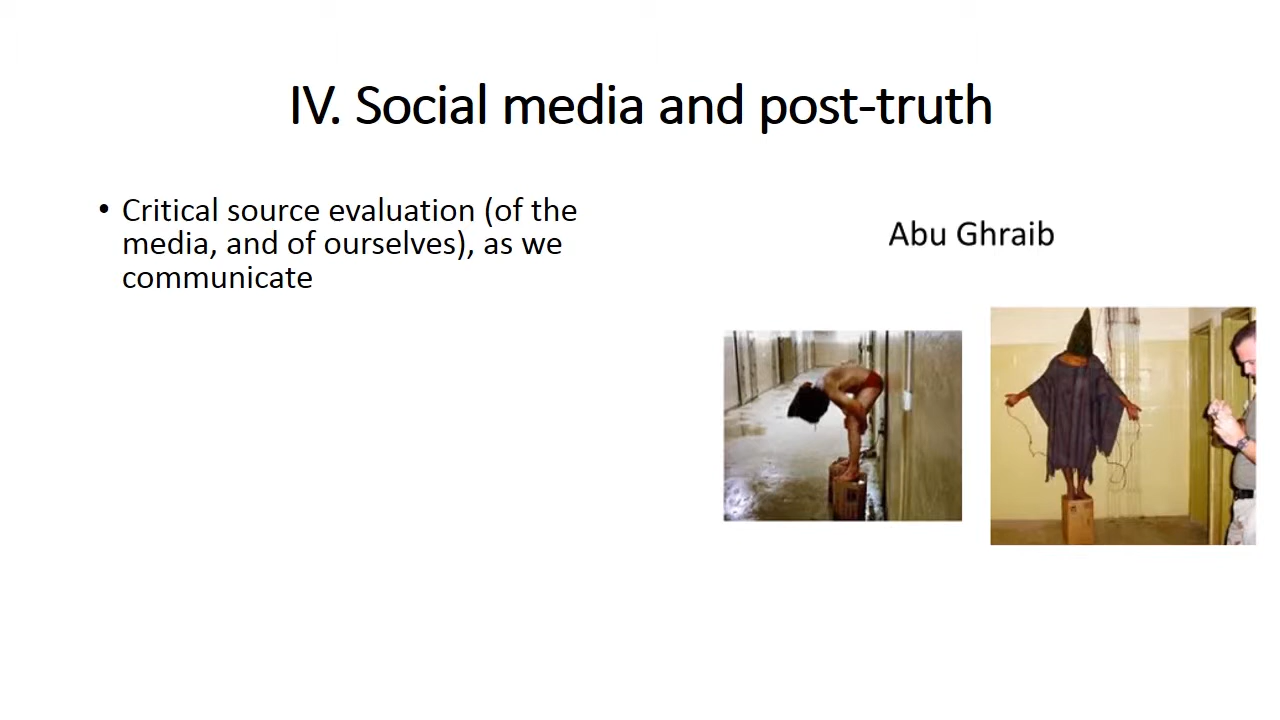 IV. Social media and post-truth
• Critical source evaluation (of the
media, and of ourselves), as we
communicate
Abu Ghraib